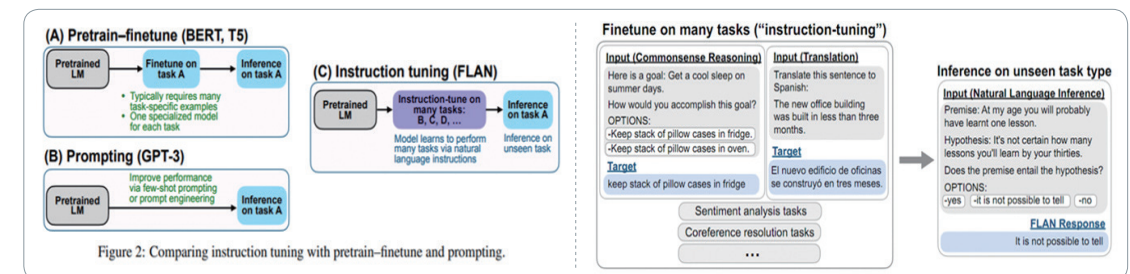 (A) Pretrain–finetune (BERT, T5)
Pretrained
LM
Finetune on
task A
Inference
on task A
• Typically requires many
task-specific examples
• One specialized model
for each task
(B) Prompting (GPT-3)
Pretrained
LM
Improve performance
via few-shot prompting
or prompt engineering
Inference
on task A
(C) Instruction tuning (FLAN)
Pretrained
LM
Instruction-tune on
many tasks:
B, C, D, ...
Inference
on task A
Model learns to perform
many tasks via natural
language instructions
Inference on
unseen task
Figure 2: Comparing instruction tuning with pretrain–finetune and prompting.
Finetune on many tasks (“instruction-tuning”)
Input (Commonsense Reasoning)
Here is a goal: Get a cool sleep on
summer days.
How would you accomplish this goal?
OPTIONS:
-Keep stack of pillow cases in fridge.
-Keep stack of pillow cases in oven.
Target
keep stack of pillow cases in fridge
Input (Translation)
Translate this sentence to
Spanish:
The new office building
was built in less than three
months.
Target
El nuevo edificio de oficinas
se construyó en tres meses.
Sentiment analysis tasks
Coreference resolution tasks
...
Inference on unseen task type
Input (Natural Language Inference)
Premise: At my age you will probably
have learnt one lesson.
Hypothesis: It's not certain how many
lessons you'll learn by your thirties.
Does the premise entail the hypothesis?
OPTIONS:
-yes -it is not possible to tell -no
FLAN Response
It is not possible to tell